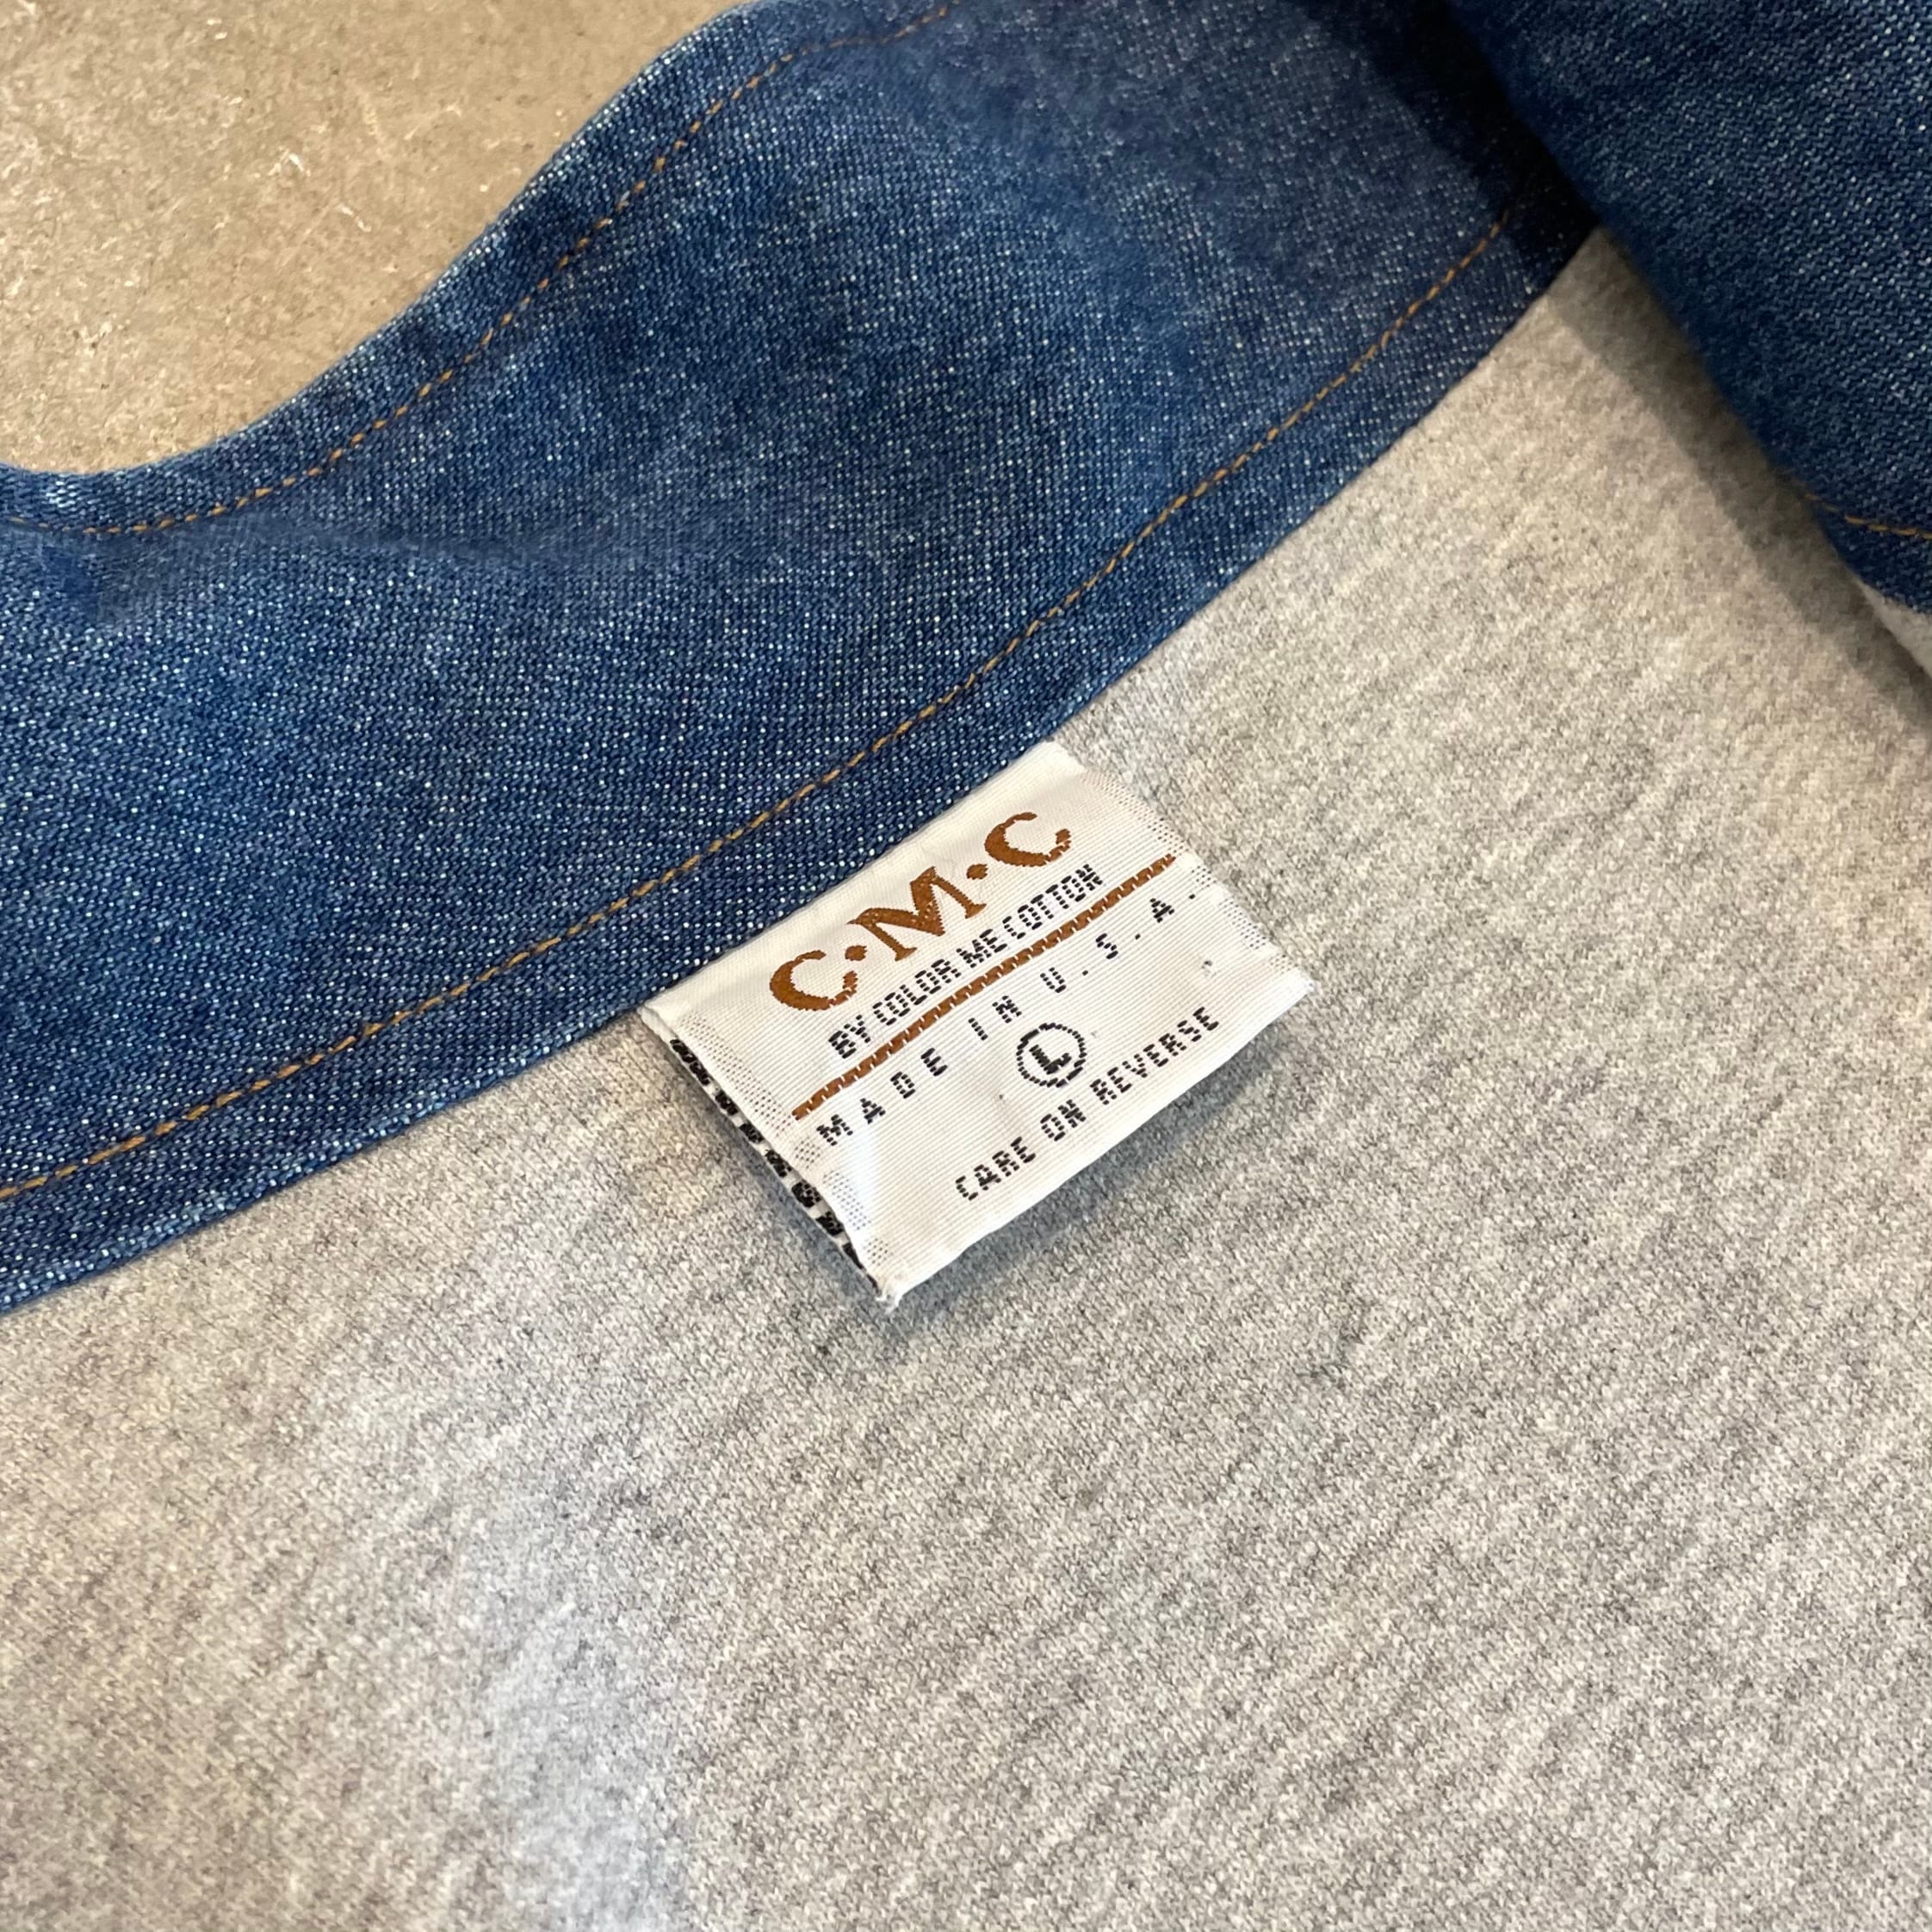 C·M·C
BY COLOR ME COTTON
MADE IN U.S.A.
L
CARE ON REVERSE